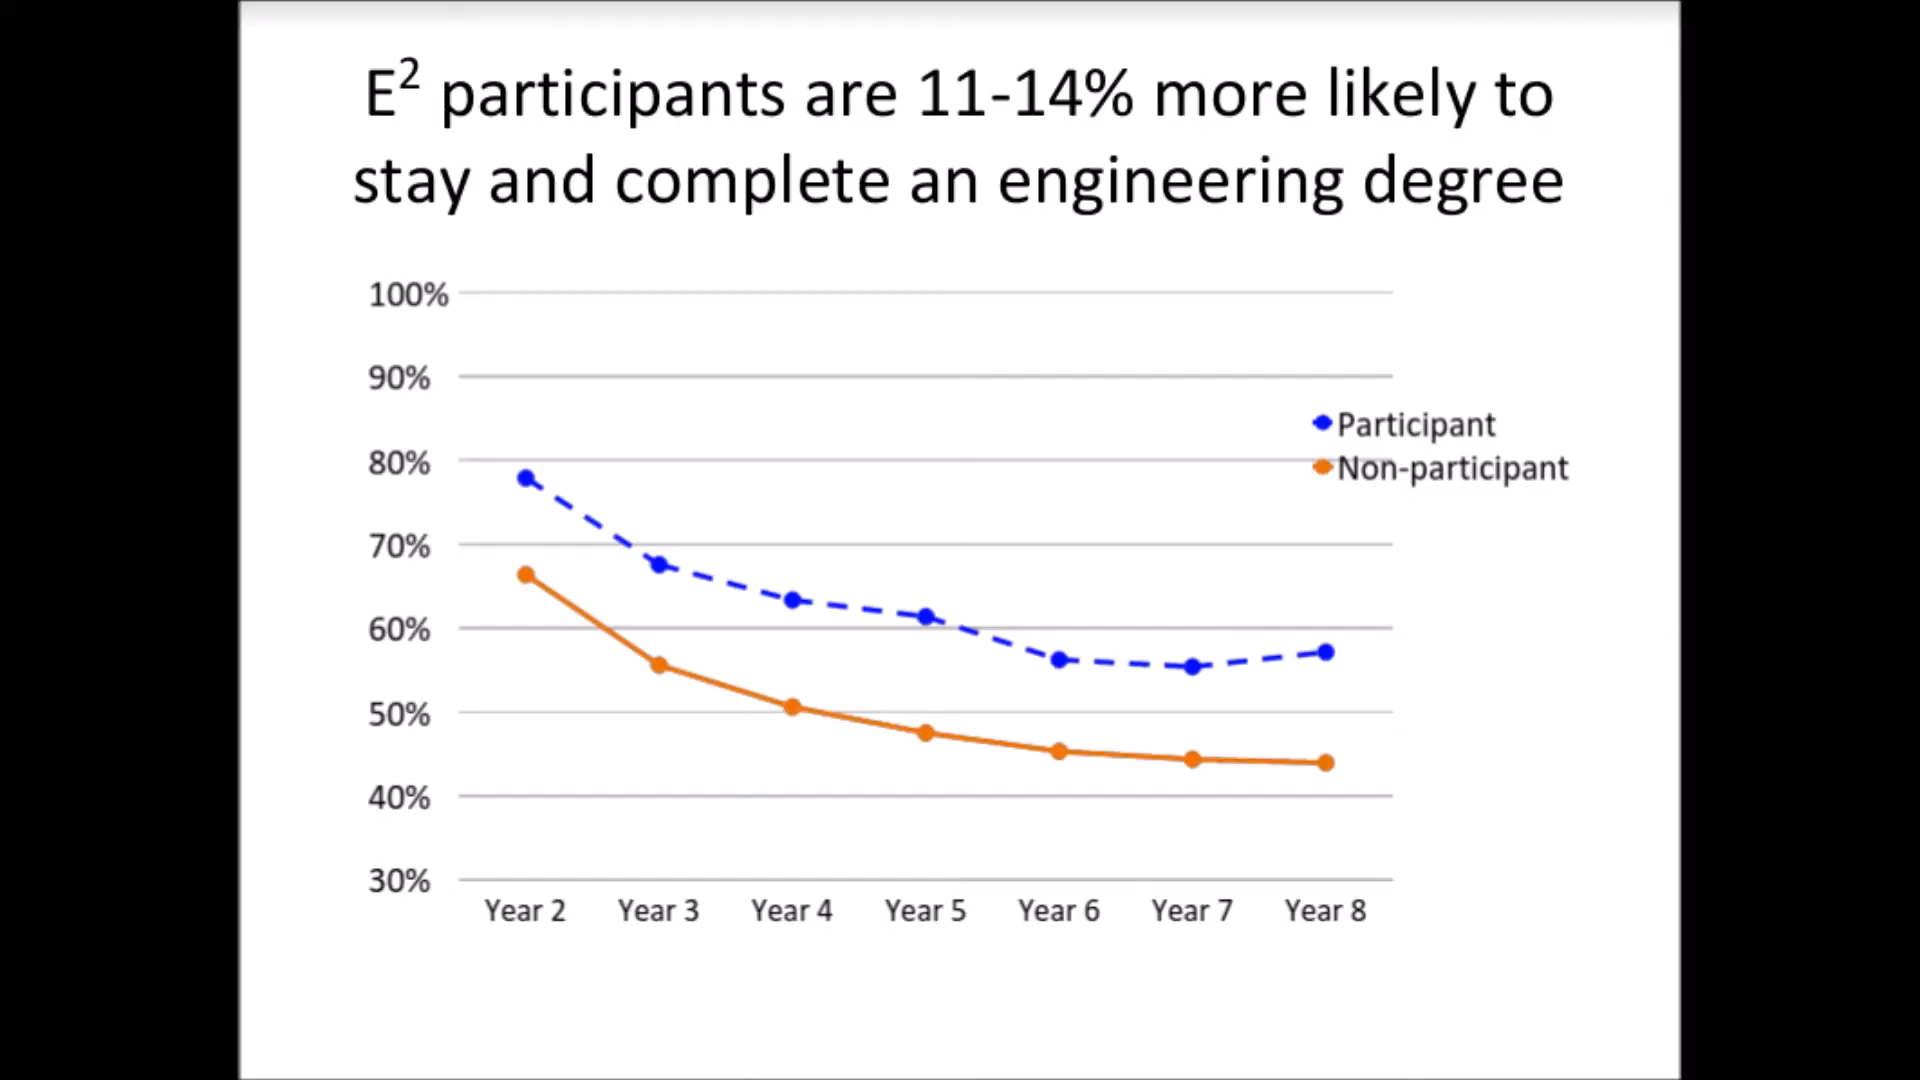 E² participants are 11-14% more likely to
stay and complete an engineering degree
100%
90%
80%
70%
60%
50%
40%
30%
Participant
Non-participant
Year 2 Year 3 Year 4 Year 5 Year 6 Year 7 Year 8